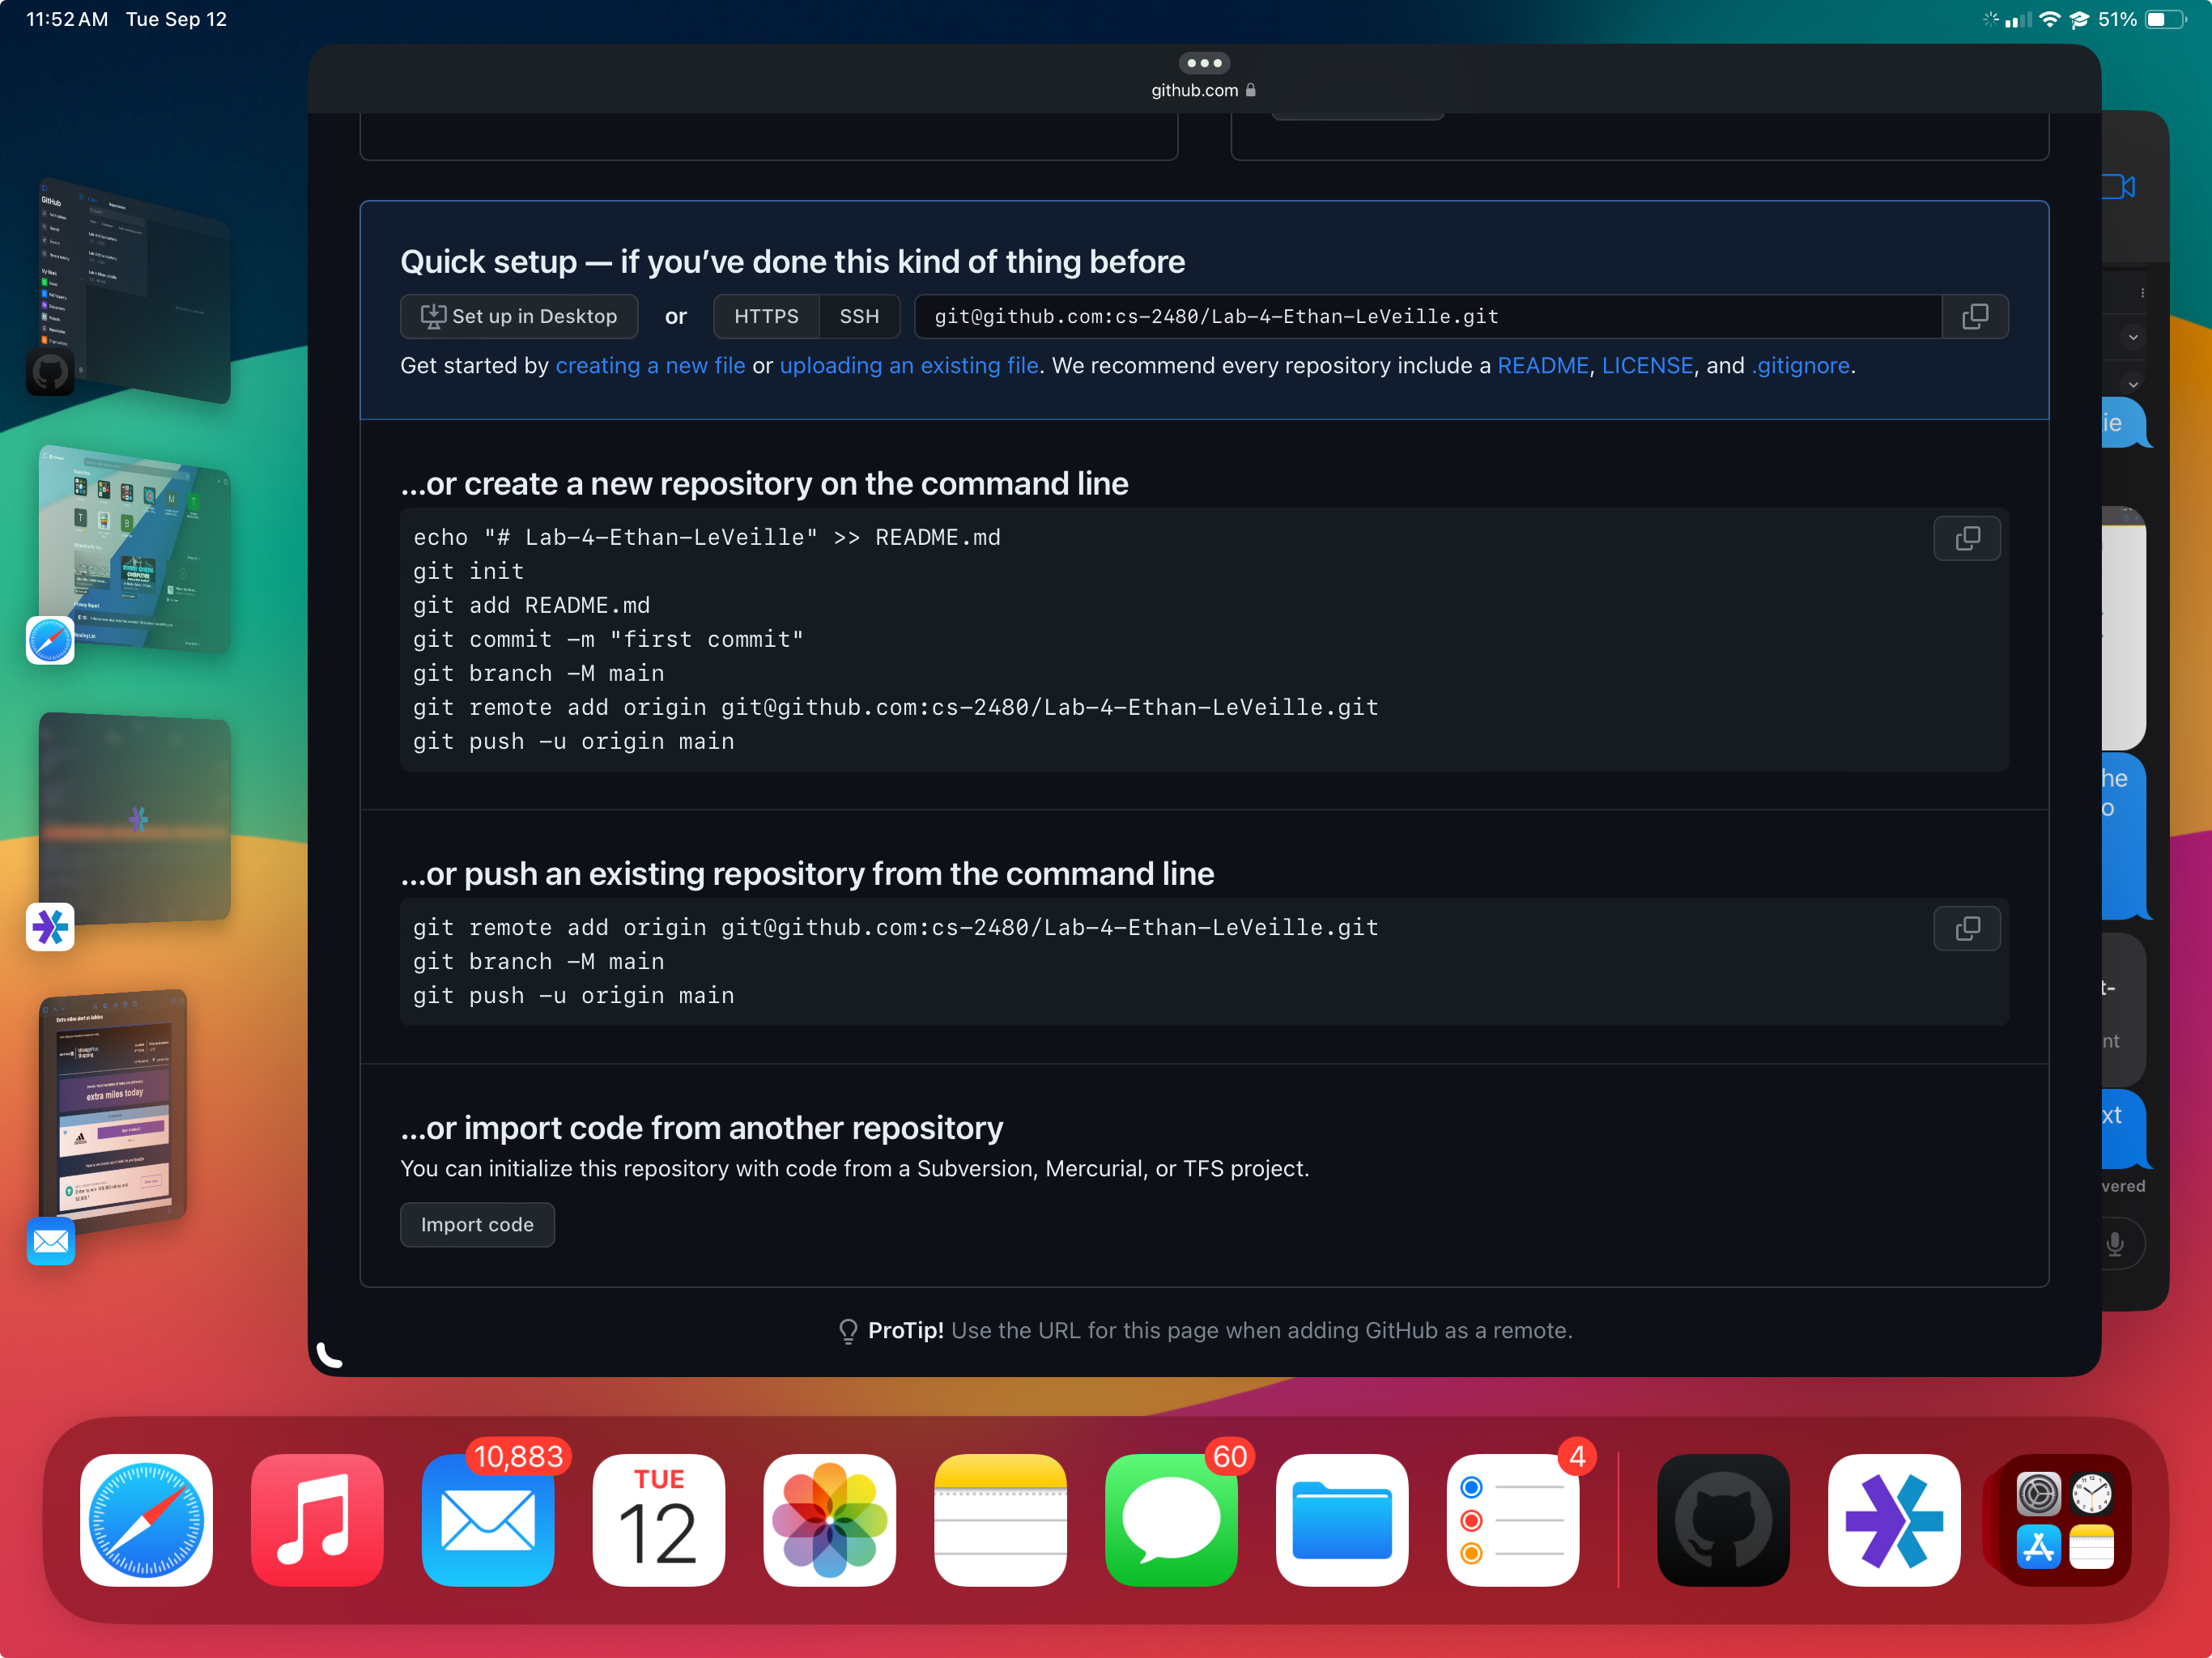 11:52 AM Tue Sep 12
51%
github.com
Quick setup — if you've done this kind of thing before
Set up in Desktop or HTTPS SSH git@github.com:cs-2480/Lab-4-Ethan-LeVeille.git
Get started by creating a new file or uploading an existing file. We recommend every repository include a README, LICENSE, and .gitignore.
...or create a new repository on the command line
echo "# Lab-4-Ethan-LeVeille" >> README.md
git init
git add README.md
git commit -m "first commit"
git branch -M main
git remote add origin git@github.com:cs-2480/Lab-4-Ethan-LeVeille.git
git push -u origin main
...or push an existing repository from the command line
git remote add origin git@github.com:cs-2480/Lab-4-Ethan-LeVeille.git
git branch -M main
git push -u origin main
...or import code from another repository
You can initialize this repository with code from a Subversion, Mercurial, or TFS project.
Import code
ProTip! Use the URL for this page when adding GitHub as a remote.
GitHub
extra miles today
ie
he
o
t-
nt
xt
vered
10,883
TUE
12
60
4